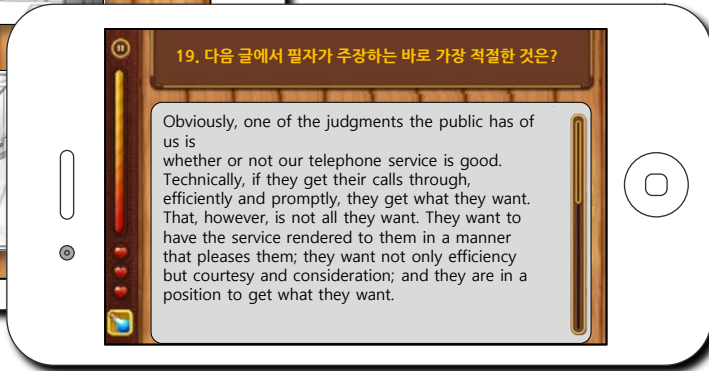 19. 다음 글에서 필자가 주장하는 바로 가장 적절한 것은?
Obviously, one of the judgments the public has of
us is
whether or not our telephone service is good.
Technically, if they get their calls through,
efficiently and promptly, they get what they want.
That, however, is not all they want. They want to
have the service rendered to them in a manner
that pleases them; they want not only efficiency
but courtesy and consideration; and they are in a
position to get what they want.